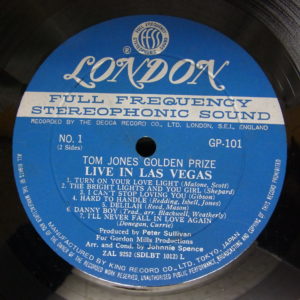 LONDON
FULL FREQUENCY
STEREOPHONIC SOUND
RECORDED BY THE DECCA RECORD CO., LTD. LONDON, S.E.1., ENGLAND
NO. 1
(2 Sides)
GP-101
TOM JONES GOLDEN PRIZE
LIVE IN LAS VEGAS
1. TURN ON YOUR LOVE LIGHT (Malone, Scott)
2. THE BRIGHT LIGHTS AND YOU GIRL (Shepard)
3. I CAN'T STOP LOVING YOU (Gibson)
4. HARD TO HANDLE (Redding, Isbell, Jones)
5. DELILAH (Reed, Mason)
6. DANNY BOY (Trad., arr. Blackwell, Weatherly)
7. I'LL NEVER FALL IN LOVE AGAIN
(Donegan, Currie)
Produced by Peter Sullivan
For Gordon Mills Productions
Arr. and Cond. by Johnnie Spence
ZAL 9252 (SDLBT 1012) L
MANUFACTURED BY KING RECORD CO., LTD., TOKYO, JAPAN